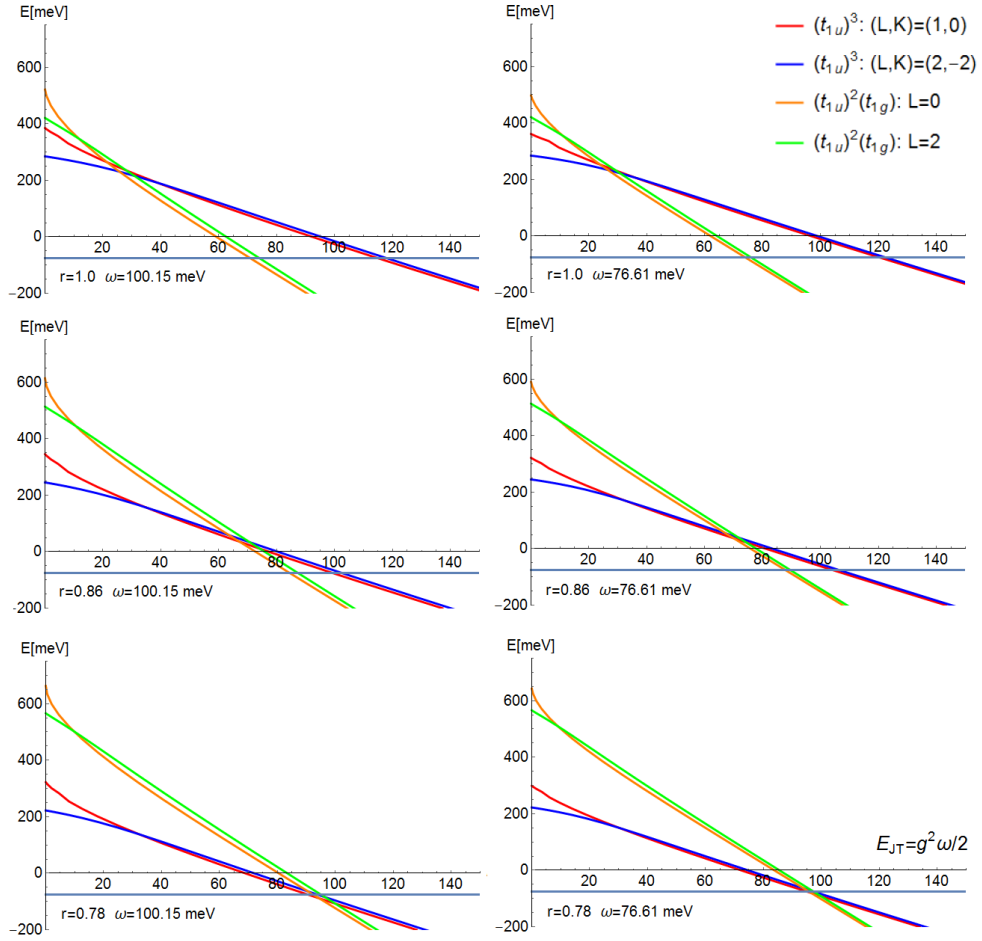 E[meV]
600
400
200
0
−200
20 40 60 80 100 120 140
r=1.0 ω=100.15 meV
E[meV]
600
400
200
0
−200
20 40 60 80 100 120 140
r=1.0 ω=76.61 meV
(t₁ᵤ)³: (L,K)=(1,0)
(t₁ᵤ)³: (L,K)=(2,−2)
(t₁ᵤ)²(t₁g): L=0
(t₁ᵤ)²(t₁g): L=2
E[meV]
600
400
200
0
-200
20 40 60 80 100 120 140
r=0.86 ω=100.15 meV
E[meV]
600
400
200
0
−200
20 40 60 80 100 120 140
r=0.86 ω=76.61 meV
E[meV]
600
400
200
0
−200
20 40 60 80 100 120 140
r=0.78 ω=100.15 meV
E[meV]
600
400
200
0
−200
20 40 60 80 100 120 140
E_JT=g²ω/2
r=0.78 ω=76.61 meV